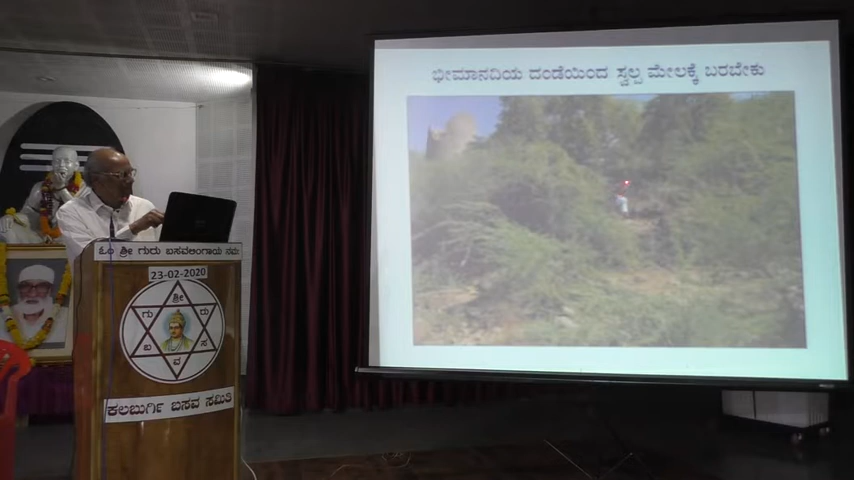 ಭೀಮಾನದಿಯ ದಂಡೆಯಿಂದ ಸ್ವಲ್ಪ ಮೇಲಕ್ಕೆ ಬರಬೇಕು
ಓಂ ಶ್ರೀ ಗುರು ಬಸವಲಿಂಗಾಯ ನಮಃ
23-02-2020
ಶ್ರೀ
ಗು
ರು
ಬ
ಸ
ವ
ಕಲಬುರ್ಗಿ ಬಸವ ಸಮಿತಿ